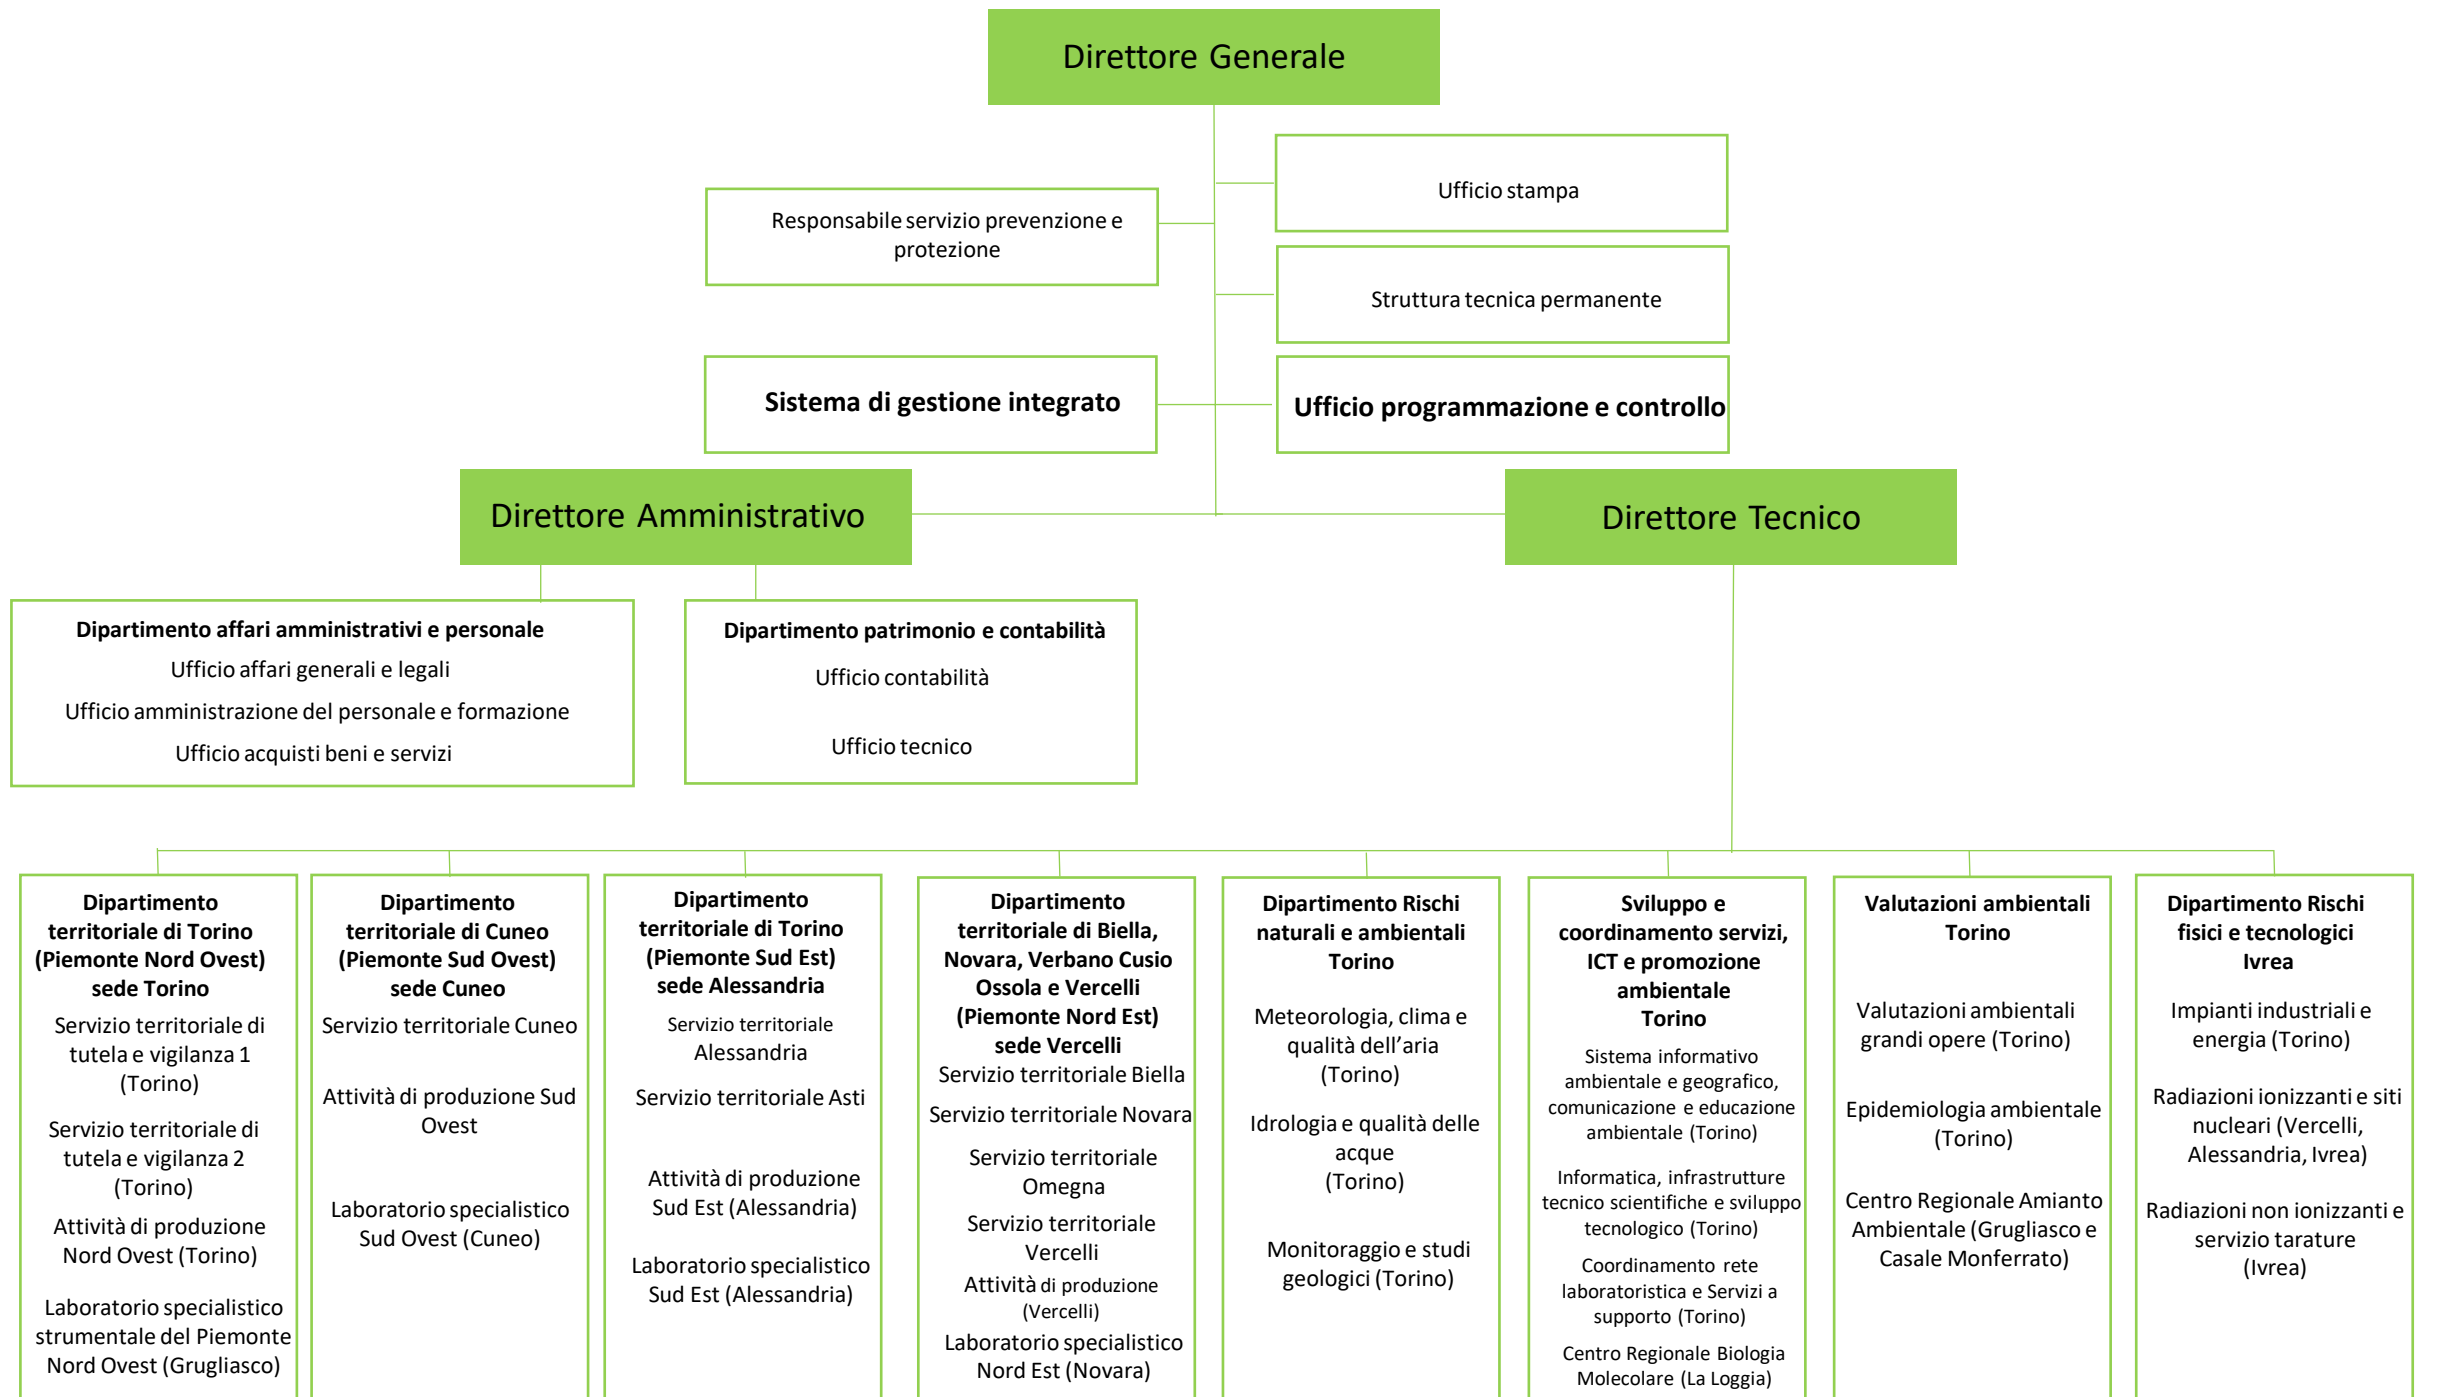 Direttore Generale
Ufficio stampa
Responsabile servizio prevenzione e
protezione
Struttura tecnica permanente
Sistema di gestione integrato
Ufficio programmazione e controllo
Direttore Amministrativo
Direttore Tecnico
Dipartimento affari amministrativi e personale
Ufficio affari generali e legali
Ufficio amministrazione del personale e formazione
Ufficio acquisti beni e servizi
Dipartimento patrimonio e contabilità
Ufficio contabilità
Ufficio tecnico
Dipartimento
territoriale di Torino
(Piemonte Nord Ovest)
sede Torino
Servizio territoriale di
tutela e vigilanza 1
(Torino)
Servizio territoriale di
tutela e vigilanza 2
(Torino)
Attività di produzione
Nord Ovest (Torino)
Laboratorio specialistico
strumentale del Piemonte
Nord Ovest (Grugliasco)
Dipartimento
territoriale di Cuneo
(Piemonte Sud Ovest)
sede Cuneo
Servizio territoriale Cuneo
Attività di produzione Sud
Ovest
Laboratorio specialistico
Sud Ovest (Cuneo)
Dipartimento
territoriale di Torino
(Piemonte Sud Est)
sede Alessandria
Servizio territoriale
Alessandria
Servizio territoriale Asti
Attività di produzione
Sud Est (Alessandria)
Laboratorio specialistico
Sud Est (Alessandria)
Dipartimento
territoriale di Biella,
Novara, Verbano Cusio
Ossola e Vercelli
(Piemonte Nord Est)
sede Vercelli
Servizio territoriale Biella
Servizio territoriale Novara
Servizio territoriale
Omegna
Servizio territoriale
Vercelli
Attività di produzione
(Vercelli)
Laboratorio specialistico
Nord Est (Novara)
Dipartimento Rischi
naturali e ambientali
Torino
Meteorologia, clima e
qualità dell'aria
(Torino)
Idrologia e qualità delle
acque
(Torino)
Monitoraggio e studi
geologici (Torino)
Sviluppo e
coordinamento servizi,
ICT e promozione
ambientale
Torino
Sistema informativo
ambientale e geografico,
comunicazione e educazione
ambientale (Torino)
Informatica, infrastrutture
tecnico scientifiche e sviluppo
tecnologico (Torino)
Coordinamento rete
laboratoristica e Servizi a
supporto (Torino)
Centro Regionale Biologia
Molecolare (La Loggia)
Valutazioni ambientali
Torino
Valutazioni ambientali
grandi opere (Torino)
Epidemiologia ambientale
(Torino)
Centro Regionale Amianto
Ambientale (Grugliasco e
Casale Monferrato)
Dipartimento Rischi
fisici e tecnologici
Ivrea
Impianti industriali e
energia (Torino)
Radiazioni ionizzanti e siti
nucleari (Vercelli,
Alessandria, Ivrea)
Radiazioni non ionizzanti e
servizio tarature
(Ivrea)